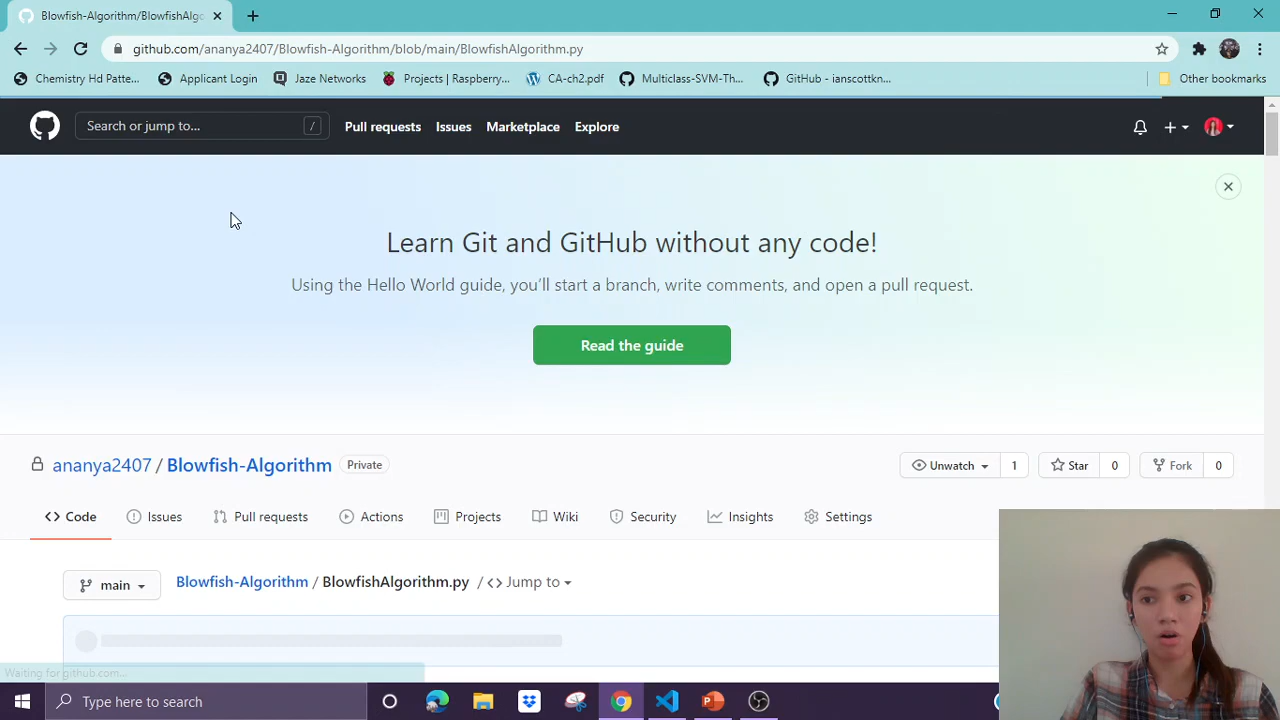 Blowfish-Algorithm/BlowfishAlgo
github.com/ananya2407/Blowfish-Algorithm/blob/main/BlowfishAlgorithm.py
Chemistry Hd Patte... Applicant Login Jaze Networks Projects | Raspberry... CA-ch2.pdf Multiclass-SVM-Th... GitHub - ianscottkn... Other bookmarks
Search or jump to... / Pull requests Issues Marketplace Explore
Learn Git and GitHub without any code!
Using the Hello World guide, you’ll start a branch, write comments, and open a pull request.
Read the guide
ananya2407 / Blowfish-Algorithm Private Unwatch 1 Star 0 Fork 0
Code Issues Pull requests Actions Projects Wiki Security Insights Settings
main Blowfish-Algorithm / BlowfishAlgorithm.py / Jump to
Waiting for github.com...
Type here to search